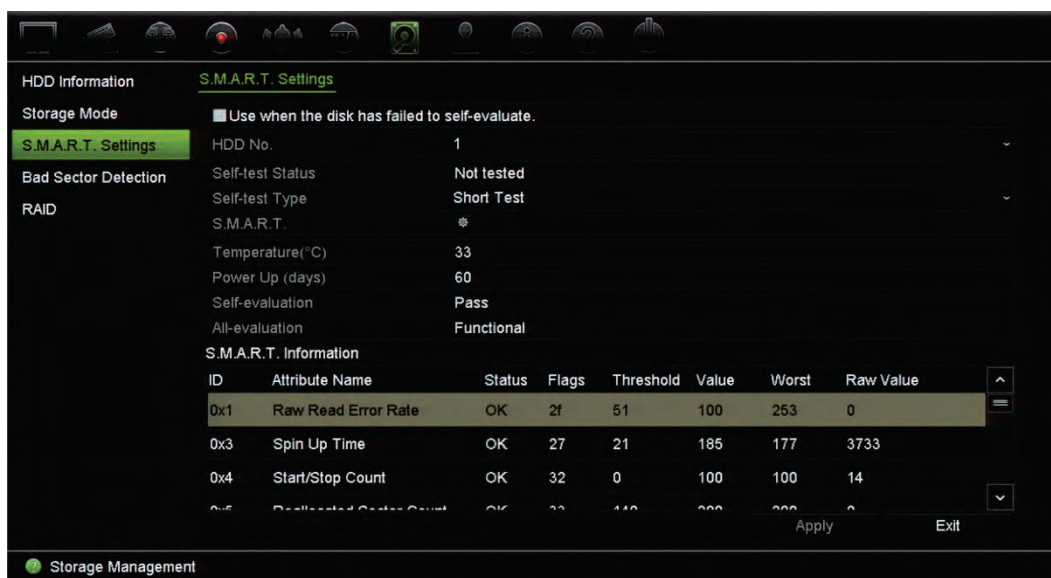 S.M.A.R.T. Settings
HDD Information
Storage Mode
S.M.A.R.T. Settings
Bad Sector Detection
RAID
Use when the disk has failed to self-evaluate.
HDD No. 1
Self-test Status Not tested
Self-test Type Short Test
S.M.A.R.T.
Temperature(°C) 33
Power Up (days) 60
Self-evaluation Pass
All-evaluation Functional
S.M.A.R.T. Information
ID Attribute Name Status Flags Threshold Value Worst Raw Value
0x1 Raw Read Error Rate OK 2f 51 100 253 0
0x3 Spin Up Time OK 27 21 185 177 3733
0x4 Start/Stop Count OK 32 0 100 100 14
Apply Exit
Storage Management